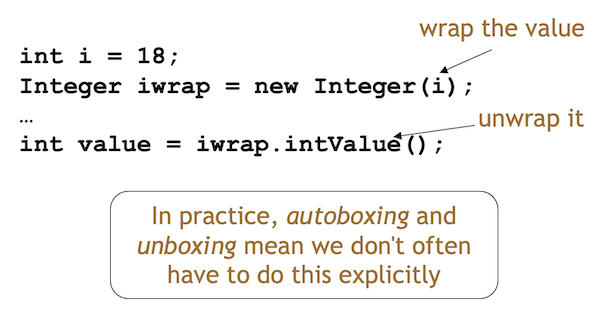 wrap the value
int i = 18;
Integer iwrap = new Integer(i);
…
unwrap it
int value = iwrap.intValue();
In practice, autoboxing and
unboxing mean we don't often
have to do this explicitly